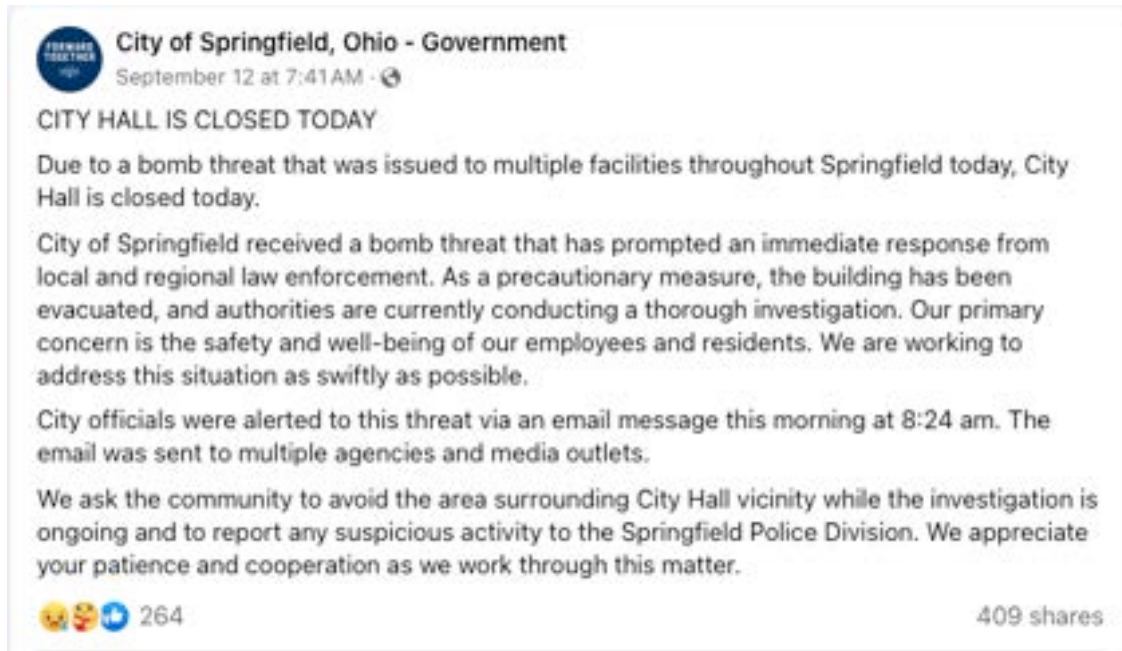 FORWARD
TOGETHER
City of Springfield, Ohio - Government
September 12 at 7:41 AM ·
CITY HALL IS CLOSED TODAY
Due to a bomb threat that was issued to multiple facilities throughout Springfield today, City
Hall is closed today.
City of Springfield received a bomb threat that has prompted an immediate response from
local and regional law enforcement. As a precautionary measure, the building has been
evacuated, and authorities are currently conducting a thorough investigation. Our primary
concern is the safety and well-being of our employees and residents. We are working to
address this situation as swiftly as possible.
City officials were alerted to this threat via an email message this morning at 8:24 am. The
email was sent to multiple agencies and media outlets.
We ask the community to avoid the area surrounding City Hall vicinity while the investigation is
ongoing and to report any suspicious activity to the Springfield Police Division. We appreciate
your patience and cooperation as we work through this matter.
264
409 shares